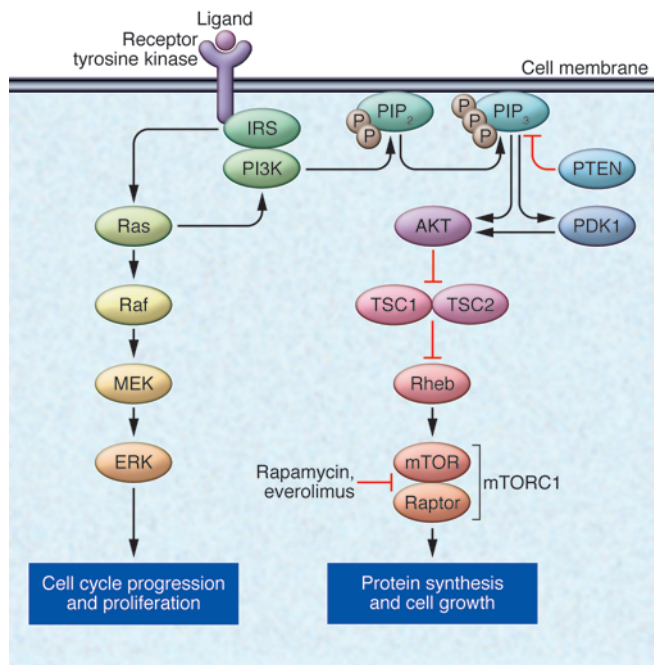 Ligand
Receptor
tyrosine kinase
Cell membrane
IRS
PI3K
PIP2
P
P
PIP3
P
P
P
PTEN
Ras
AKT
PDK1
Raf
TSC1
TSC2
MEK
Rheb
ERK
Rapamycin,
everolimus
mTOR
Raptor
mTORC1
Cell cycle progression
and proliferation
Protein synthesis
and cell growth